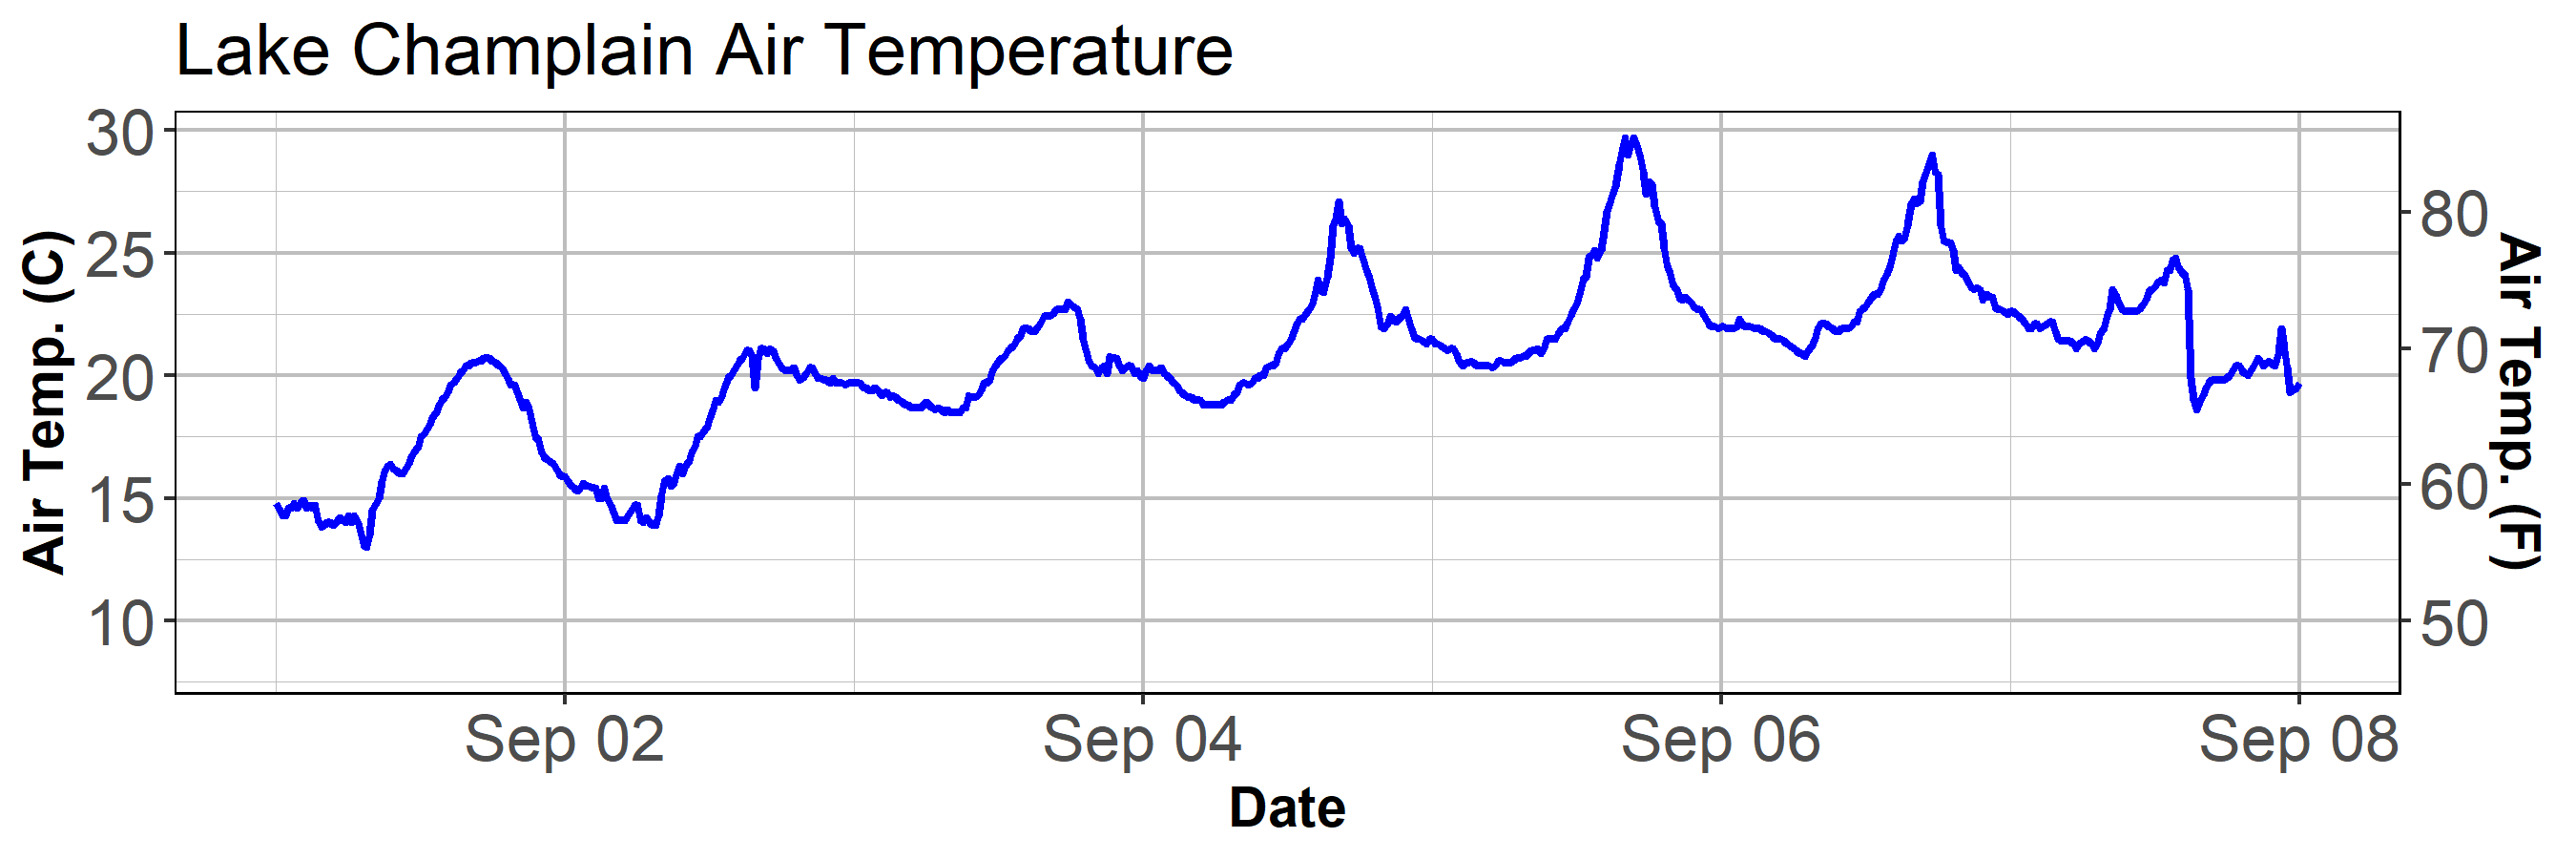 Lake Champlain Air Temperature
Air Temp. (C)
30
25
20
15
10
80
70
60
50
Air Temp. (F)
Sep 02 Sep 04 Sep 06 Sep 08
Date